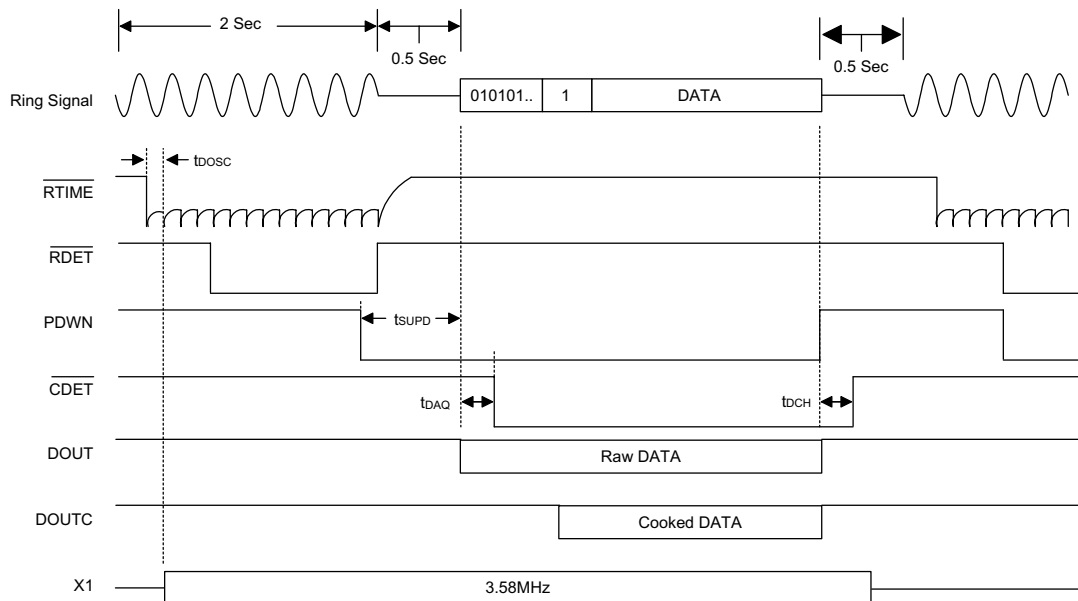 2 Sec
0.5 Sec
0.5 Sec
Ring Signal
010101.. 1 DATA
tDOSC
RTIME
RDET
PDWN
tSUPD
CDET
tDAQ
tDCH
DOUT
Raw DATA
DOUTC
Cooked DATA
X1
3.58MHz